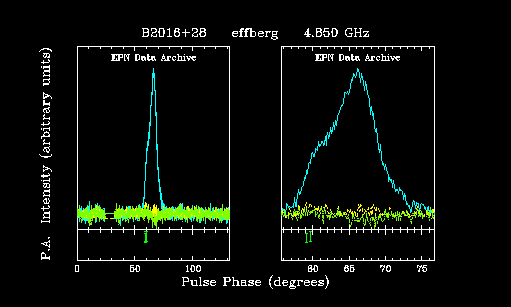 B2016+28 effberg 4.850 GHz
EPN Data Archive
EPN Data Archive
P.A. Intensity (arbitrary units)
0 50 100
60 65 70 75
Pulse Phase (degrees)